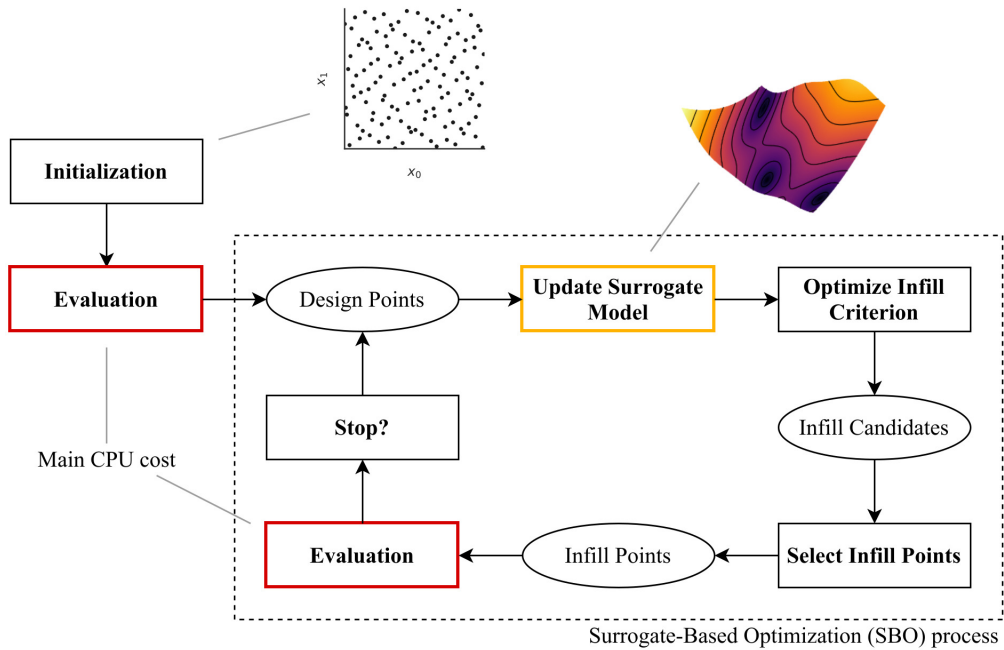 x₁
x₀
Initialization
Evaluation
Design Points
Update Surrogate
Model
Optimize Infill
Criterion
Stop?
Infill Candidates
Main CPU cost
Evaluation
Infill Points
Select Infill Points
Surrogate-Based Optimization (SBO) process